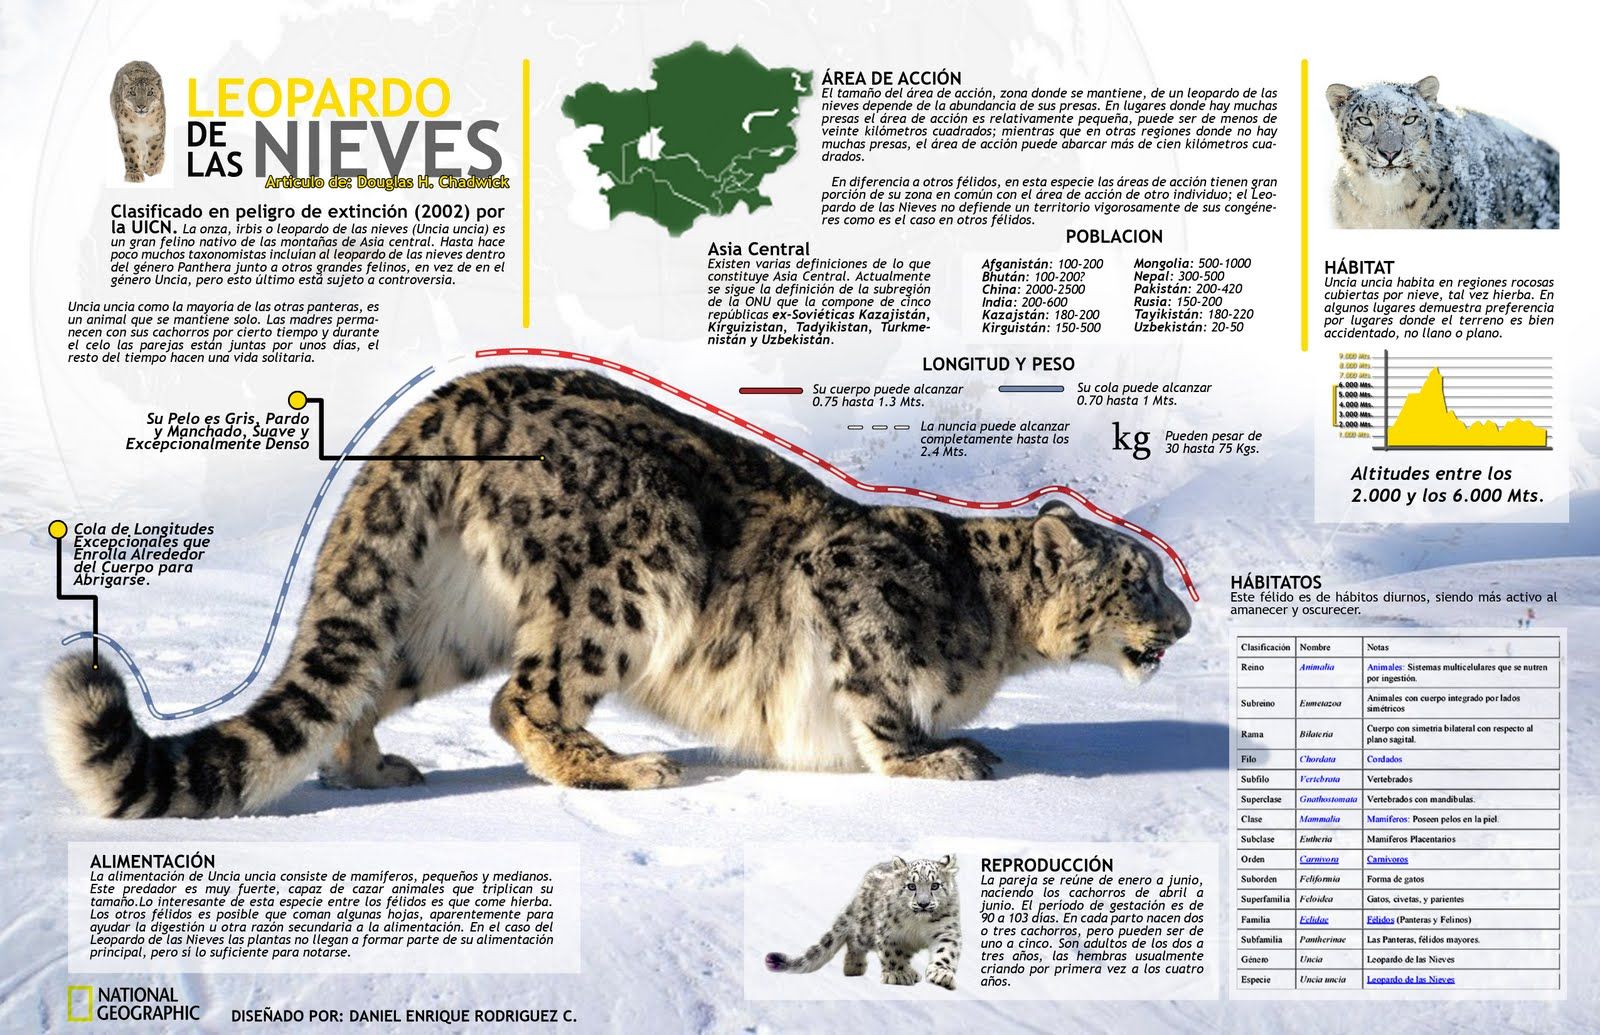 LEOPARDO
DE
LAS NIEVES
Articulo de: Douglas H. Chadwick
Clasificado en peligro de extinción (2002) por
la UICN. La onza, irbis o leopardo de las nieves (Uncia uncia) es
un gran felino nativo de las montañas de Asia central. Hasta hace
poco muchos taxonomistas incluían al leopardo de las nieves dentro
del género Panthera junto a otros grandes felinos, en vez de en el
género Uncia, pero esto último está sujeto a controversia.
Uncia uncia como la mayoría de las otras panteras, es
un animal que se mantiene solo. Las madres perma-
necen con sus cachorros por cierto tiempo y durante
el celo las parejas están juntas por unos días, el
resto del tiempo hacen una vida solitaria.
Su Pelo es Gris, Pardo
y Manchado, Suave y
Excepcionalmente Denso
Cola de Longitudes
Excepcionales que
Enrolla Alrededor
del Cuerpo para
Abrigarse.
ÁREA DE ACCIÓN
El tamaño del área de acción, zona donde se mantiene, de un leopardo de las
nieves depende de la abundancia de sus presas. En lugares donde hay muchas
presas el área de acción es relativamente pequeña, puede ser de menos de
veinte kilómetros cuadrados; mientras que en otras regiones donde no hay
muchas presas, el área de acción puede abarcar más de cien kilómetros cua-
drados.
En diferencia a otros félidos, en esta especie las áreas de acción tienen gran
porción de su zona en común con el área de acción de otro individuo; el Leo-
pardo de las Nieves no defiende un territorio vigorosamente de sus congéne-
res como es el caso en otros félidos.
Asia Central
Existen varias definiciones de lo que
constituye Asia Central. Actualmente
se sigue la definición de la subregión
de la ONU que la compone de cinco
repúblicas ex-Soviéticas Kazajistán,
Kirguizistan, Tadyikistan, Turkme-
nistán y Uzbekistán.
POBLACION
Afganistán: 100-200
Bhután: 100-200?
China: 2000-2500
India: 200-600
Kazajstán: 180-200
Kirguistán: 150-500
Mongolia: 500-1000
Nepal: 300-500
Pakistán: 200-420
Rusia: 150-200
Tayikistán: 180-220
Uzbekistán: 20-50
LONGITUD Y PESO
Su cuerpo puede alcanzar
0.75 hasta 1.3 Mts.
Su cola puede alcanzar
0.70 hasta 1 Mts.
La nuncia puede alcanzar
completamente hasta los
2.4 Mts.
kg
Pueden pesar de
30 hasta 75 Kgs.
HÁBITAT
Uncia uncia habita en regiones rocosas
cubiertas por nieve, tal vez hierba. En
algunos lugares demuestra preferencia
por lugares donde el terreno es bien
accidentado, no llano o plano.
9.000 Mts.
8.000 Mts.
7.000 Mts.
6.000 Mts.
5.000 Mts.
4.000 Mts.
3.000 Mts.
2.000 Mts.
1.000 Mts.
Altitudes entre los
2.000 y los 6.000 Mts.
HÁBITATOS
Este félido es de hábitos diurnos, siendo más activo al
amanecer y oscurecer.
Clasificación Nombre Notas
Reino Animalia Animales: Sistemas multicelulares que se nutren
por ingestión.
Subreino Eumetazoa Animales con cuerpo integrado por lados
simétricos
Rama Bilateria Cuerpo con simetria bilateral con respecto al
plano sagital.
Filo Chordata Cordados
Subfilo Vertebrata Vertebrados
Superclase Gnathostomata Vertebrados con mandíbulas.
Clase Mammalia Mamíferos: Poseen pelos en la piel.
Subclase Eutheria Mamíferos Placentarios
Orden Carnivora Carnívoros
Suborden Feliformia Forma de gatos
Superfamilia Feloidea Gatos, civetas, y parientes
Familia Felidae Félidos (Panteras y Felinos)
Subfamilia Pantherinae Las Panteras, félidos mayores.
Género Uncia Leopardo de las Nieves
Especie Uncia uncia Leopardo de las Nieves
ALIMENTACIÓN
La alimentación de Uncia uncia consiste de mamíferos, pequeños y medianos.
Este predador es muy fuerte, capaz de cazar animales que triplican su
tamaño.Lo interesante de esta especie entre los félidos es que come hierba.
Los otros félidos es posible que coman algunas hojas, aparentemente para
ayudar la digestión u otra razón secundaria a la alimentación. En el caso del
Leopardo de las Nieves las plantas no llegan a formar parte de su alimentación
principal, pero sí lo suficiente para notarse.
REPRODUCCIÓN
La pareja se reúne de enero a junio,
naciendo los cachorros de abril a
junio. El período de gestación es de
90 a 103 días. En cada parto nacen dos
o tres cachorros, pero pueden ser de
uno a cinco. Son adultos de los dos a
tres años, las hembras usualmente
criando por primera vez a los cuatro
años.
NATIONAL
GEOGRAPHIC
DISEÑADO POR: DANIEL ENRIQUE RODRIGUEZ C.